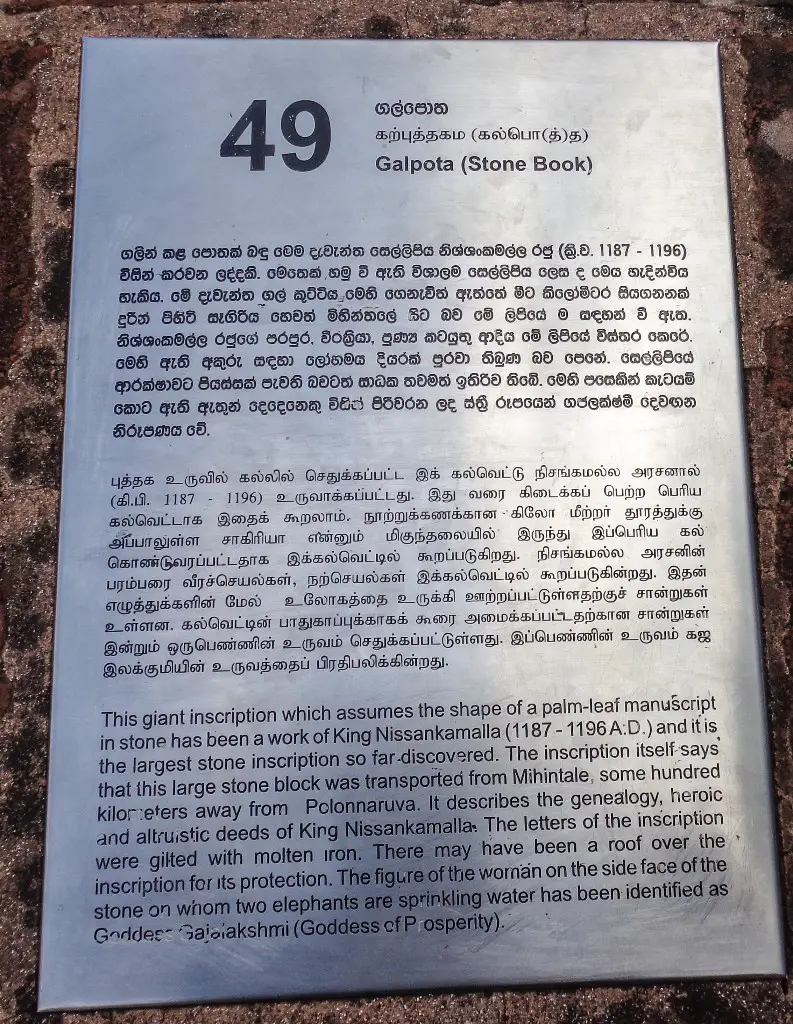 49
ගල්පොත
கற்புத்தகம (கல்பொ(த்)த)
Galpota (Stone Book)
ගලින් කළ පොතක් බඳු මෙම දැවැන්ත සෙල්ලිපිය නිශ්ශංකමල්ල රජු (ක්‍රි.ව. 1187 - 1196)
විසින් කරවන ලද්දකි. මෙතෙක් හමු වී ඇති විශාලම සෙල්ලිපිය ලෙස ද මෙය හැදින්විය
හැකිය. මේ දැවැන්ත ගල් කුට්ටිය මෙහි ගෙනැවිත් ඇත්තේ මීට කිලෝමීටර සියගනනක්
දුරින් පිහිටි සෑගිරිය හෙවත් මිහින්තලේ සිට බව මේ ලිපියේ ම සඳහන් වී ඇත.
නිශ්ශංකමල්ල රජුගේ පරපුර, වීරක්‍රියා, පුණ්‍ය කටයුතු ආදිය මේ ලිපියේ විස්තර කෙරේ.
මෙහි ඇති අකුරු සඳහා ලෝහමය දියරක් පුරවා තිබුණ බව පෙනේ. සෙල්ලිපියේ
ආරක්ෂාවට පියස්සක් පැවති බවටත් සාධක තවමත් ඉතිරිව තිබේ. මෙහි පසෙකින් කැටයම්
කොට ඇති ඇතුන් දෙදෙනෙකු විසින් පිරිවරන ලද ස්ත්‍රී රූපයෙන් ගජලක්ෂ්මී දෙවඟන
නිරූපණය වේ.
புத்தக உருவில் கல்லில் செதுக்கப்பட்ட இக் கல்வெட்டு நிசங்கமல்ல அரசனால்
(கி.பி. 1187 - 1196) உருவாக்கப்பட்டது. இது வரை கிடைக்கப் பெற்ற பெரிய
கல்வெட்டாக இதைக் கூறலாம். நூற்றுக்கணக்கான கிலோ மீற்றர் தூரத்துக்கு
அப்பாலுள்ள சாகிரியா என்னும் மிகுந்தலையில் இருந்து இப்பெரிய கல்
கொண்டுவரப்பட்டதாக இக்கல்வெட்டில் கூறப்படுகிறது. நிசங்கமல்ல அரசனின்
பரம்பரை வீரச்செயல்கள், நற்செயல்கள் இக்கல்வெட்டில் கூறப்படுகின்றது. இதன்
எழுத்துக்களின் மேல் உலோகத்தை உருக்கி ஊற்றப்பட்டுள்ளதற்குச் சான்றுகள்
உள்ளன. கல்வெட்டின் பாதுகாப்புக்காகக் கூரை அமைக்கப்பட்டதற்கான சான்றுகள்
இன்றும் ஒருபெண்ணின் உருவம் செதுக்கப்பட்டுள்ளது. இப்பெண்ணின் உருவம் கஜ
இலக்குமியின் உருவத்தைப் பிரதிபலிக்கின்றது.
This giant inscription which assumes the shape of a palm-leaf manuscript
in stone has been a work of King Nissankamalla (1187 - 1196 A.D.) and it is
the largest stone inscription so far discovered. The inscription itself says
that this large stone block was transported from Mihintale, some hundred
kilometers away from Polonnaruva. It describes the genealogy, heroic
and altruistic deeds of King Nissankamalla. The letters of the inscription
were gilted with molten iron. There may have been a roof over the
inscription for its protection. The figure of the woman on the side face of the
stone on whom two elephants are sprinkling water has been identified as
Goddess Gajalakshmi (Goddess of Prosperity).